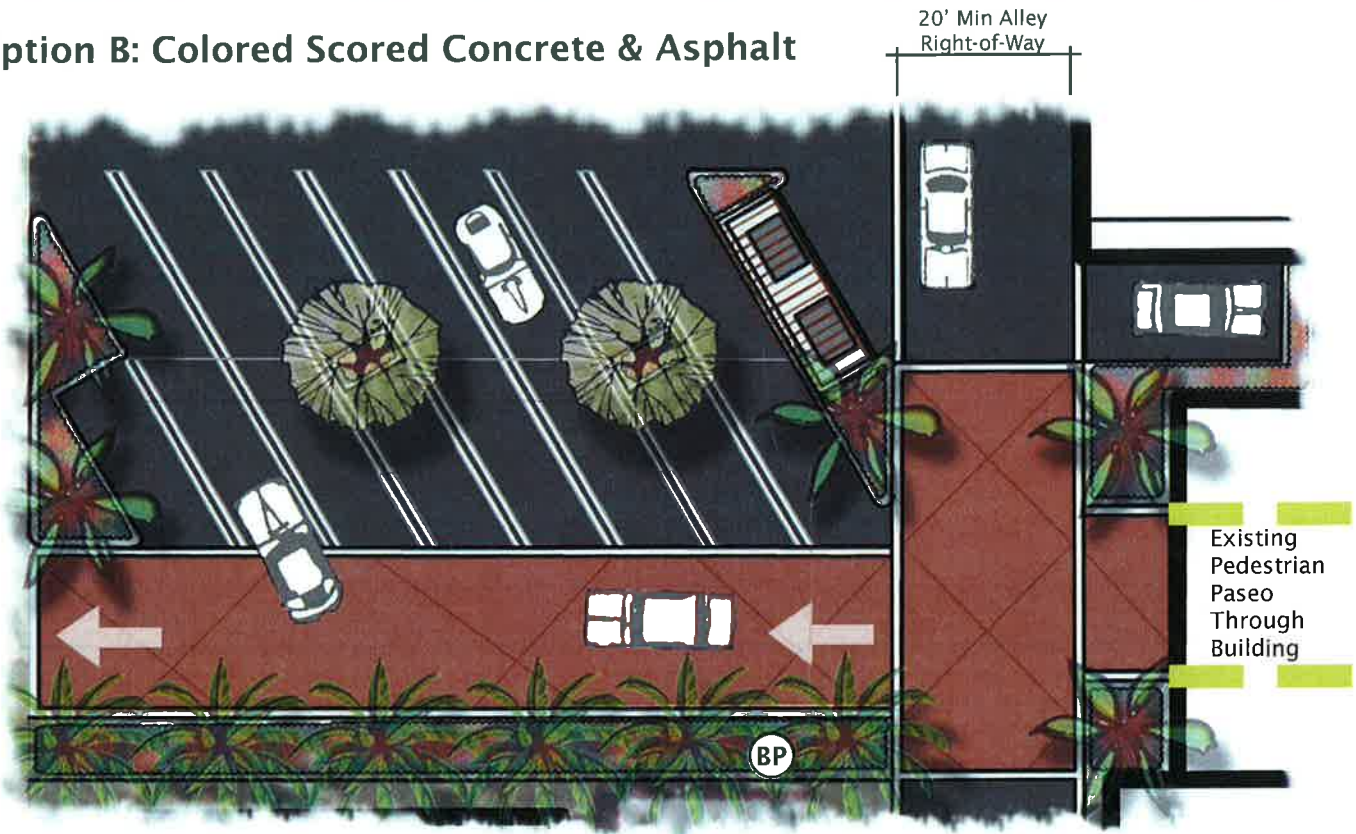 ption B: Colored Scored Concrete & Asphalt
20' Min Alley
Right-of-Way
Existing
Pedestrian
Paseo
Through
Building
BP